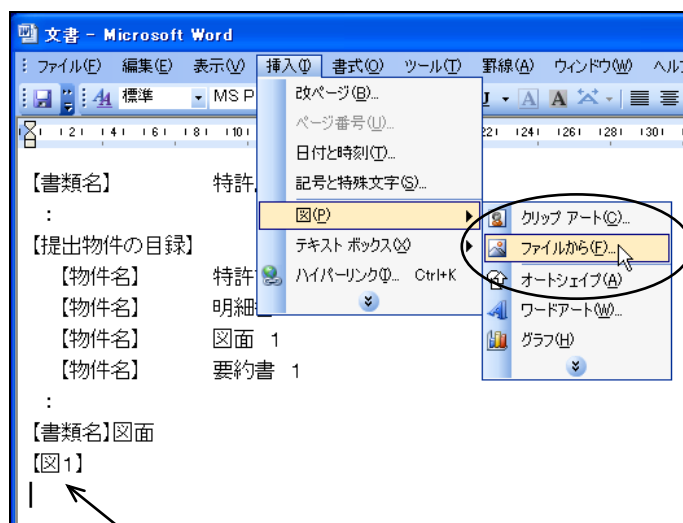 文書 - Microsoft Word
ファイル(F) 編集(E) 表示(V) 挿入(I) 書式(O) ツール(T) 罫線(A) ウィンドウ(W) ヘル
標準 MS P
改ページ(B)...
ページ番号(U)...
日付と時刻(T)...
記号と特殊文字(S)...
図(P)
テキスト ボックス(X)
ハイパーリンク(I)... Ctrl+K
クリップ アート(C)...
ファイルから(F)...
オートシェイプ(A)
ワードアート(W)...
グラフ(H)
【書類名】 特許
:
【提出物件の目録】
【物件名】 特許
【物件名】 明細
【物件名】 図面 1
【物件名】 要約書 1
:
【書類名】図面
【図1】